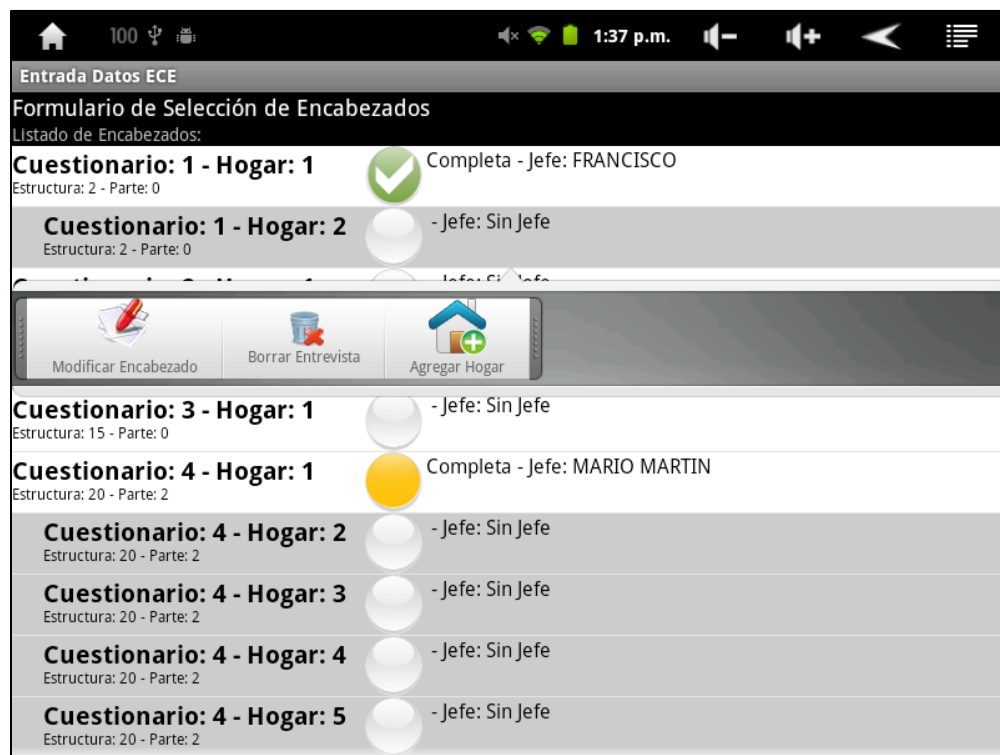 100
1:37 p.m.
Entrada Datos ECE
Formulario de Selección de Encabezados
Listado de Encabezados:
Cuestionario: 1 - Hogar: 1
Completa - Jefe: FRANCISCO
Estructura: 2 - Parte: 0
Cuestionario: 1 - Hogar: 2
- Jefe: Sin Jefe
Estructura: 2 - Parte: 0
Modificar Encabezado
Borrar Entrevista
Agregar Hogar
Cuestionario: 3 - Hogar: 1
- Jefe: Sin Jefe
Estructura: 15 - Parte: 0
Cuestionario: 4 - Hogar: 1
Completa - Jefe: MARIO MARTIN
Estructura: 20 - Parte: 2
Cuestionario: 4 - Hogar: 2
- Jefe: Sin Jefe
Estructura: 20 - Parte: 2
Cuestionario: 4 - Hogar: 3
- Jefe: Sin Jefe
Estructura: 20 - Parte: 2
Cuestionario: 4 - Hogar: 4
- Jefe: Sin Jefe
Estructura: 20 - Parte: 2
Cuestionario: 4 - Hogar: 5
- Jefe: Sin Jefe
Estructura: 20 - Parte: 2